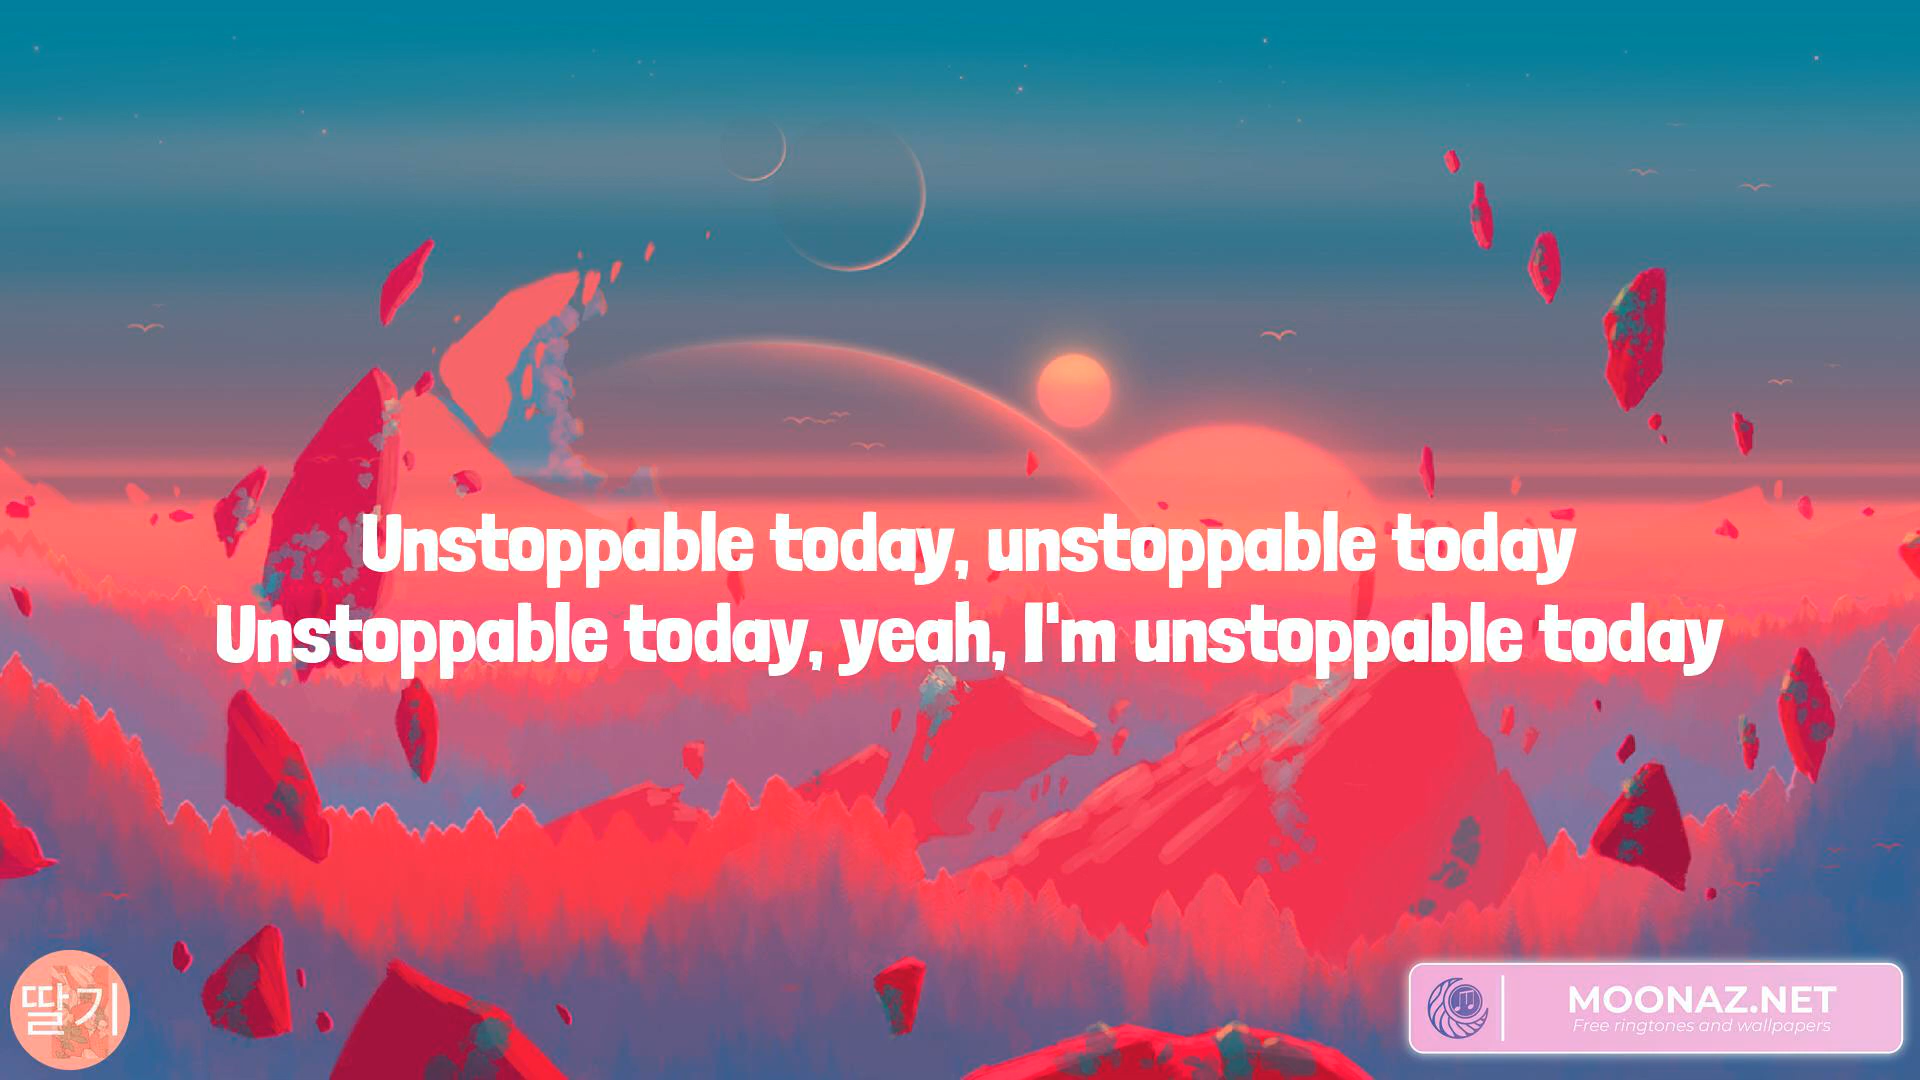 Unstoppable today, unstoppable today
Unstoppable today, yeah, I'm unstoppable today
딸기
MOONAZ.NET
Free ringtones and wallpapers